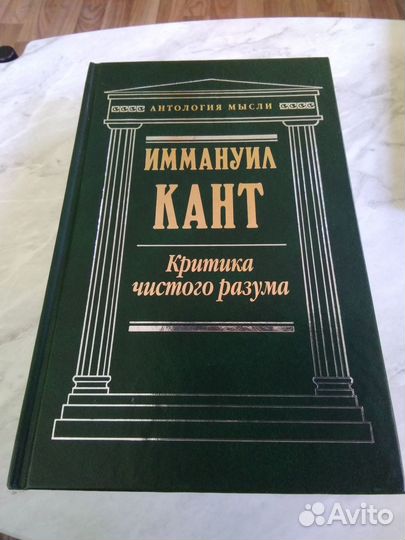 АНТОЛОГИЯ МЫСЛИ
ИММАНУИЛ
КАНТ
Критика
чистого разума
Avito